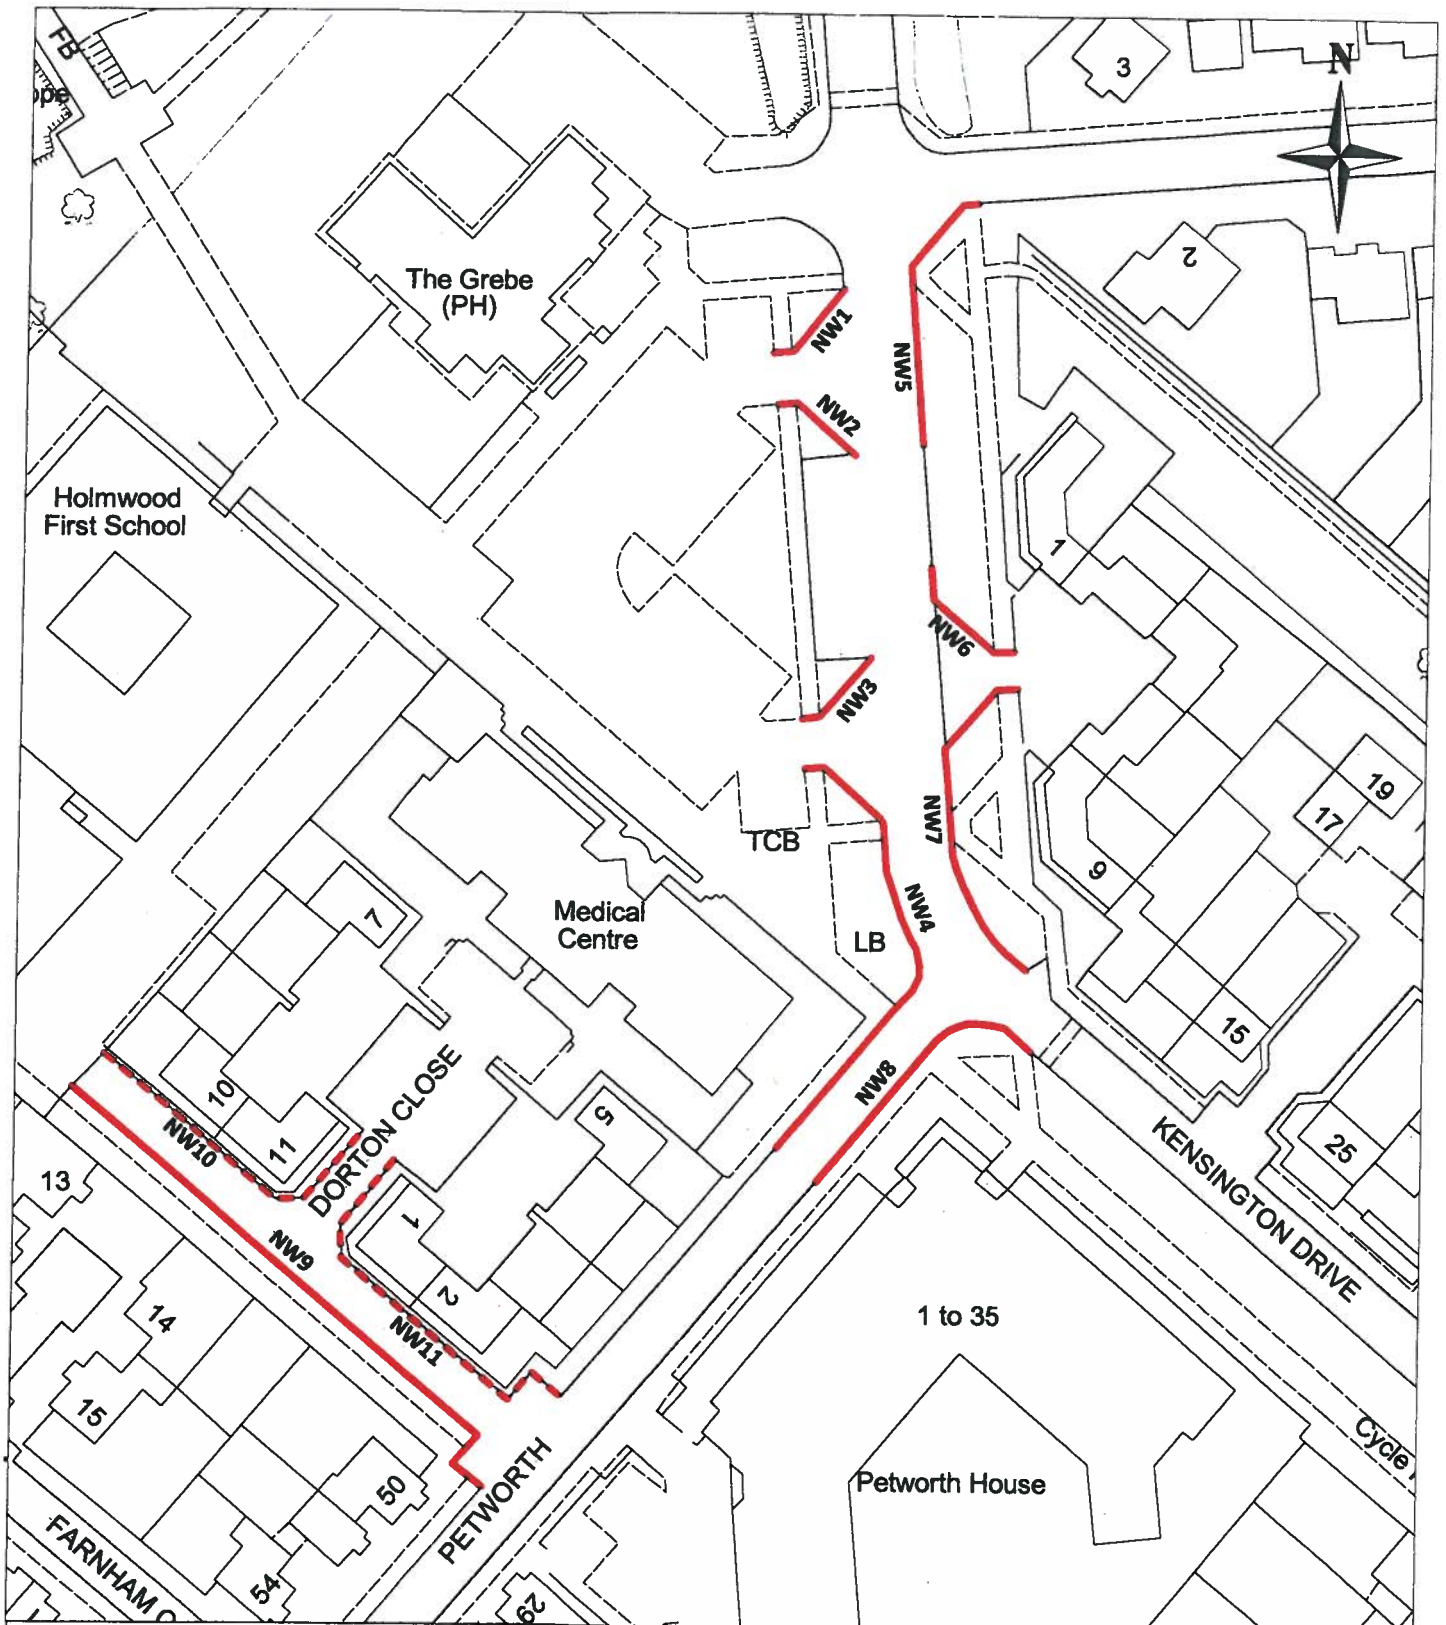 FB
3
N
2
The Grebe
(PH)
NW1
NW5
NW2
Holmwood
First School
1
NW6
NW3
19
17
NW7
TCB
9
7
Medical
Centre
NW4
LB
15
10
NW10
11
DORTON CLOSE
5
NW8
KENSINGTON DRIVE
25
13
1
NW9
2
NW11
14
1 to 35
15
50
PETWORTH
Petworth House
Cycle
FARNHAM
54
29